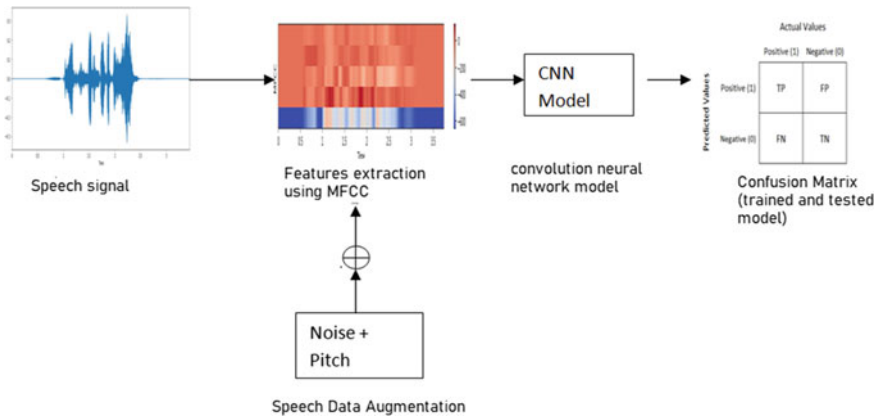 Speech signal
MFCC
Features extraction
using MFCC
CNN
Model
convolution neural
network model
Actual Values
Positive (1) Negative (0)
Predicted Values
Positive (1) TP FP
Negative (0) FN TN
Confusion Matrix
(trained and tested
model)
Noise +
Pitch
Speech Data Augmentation